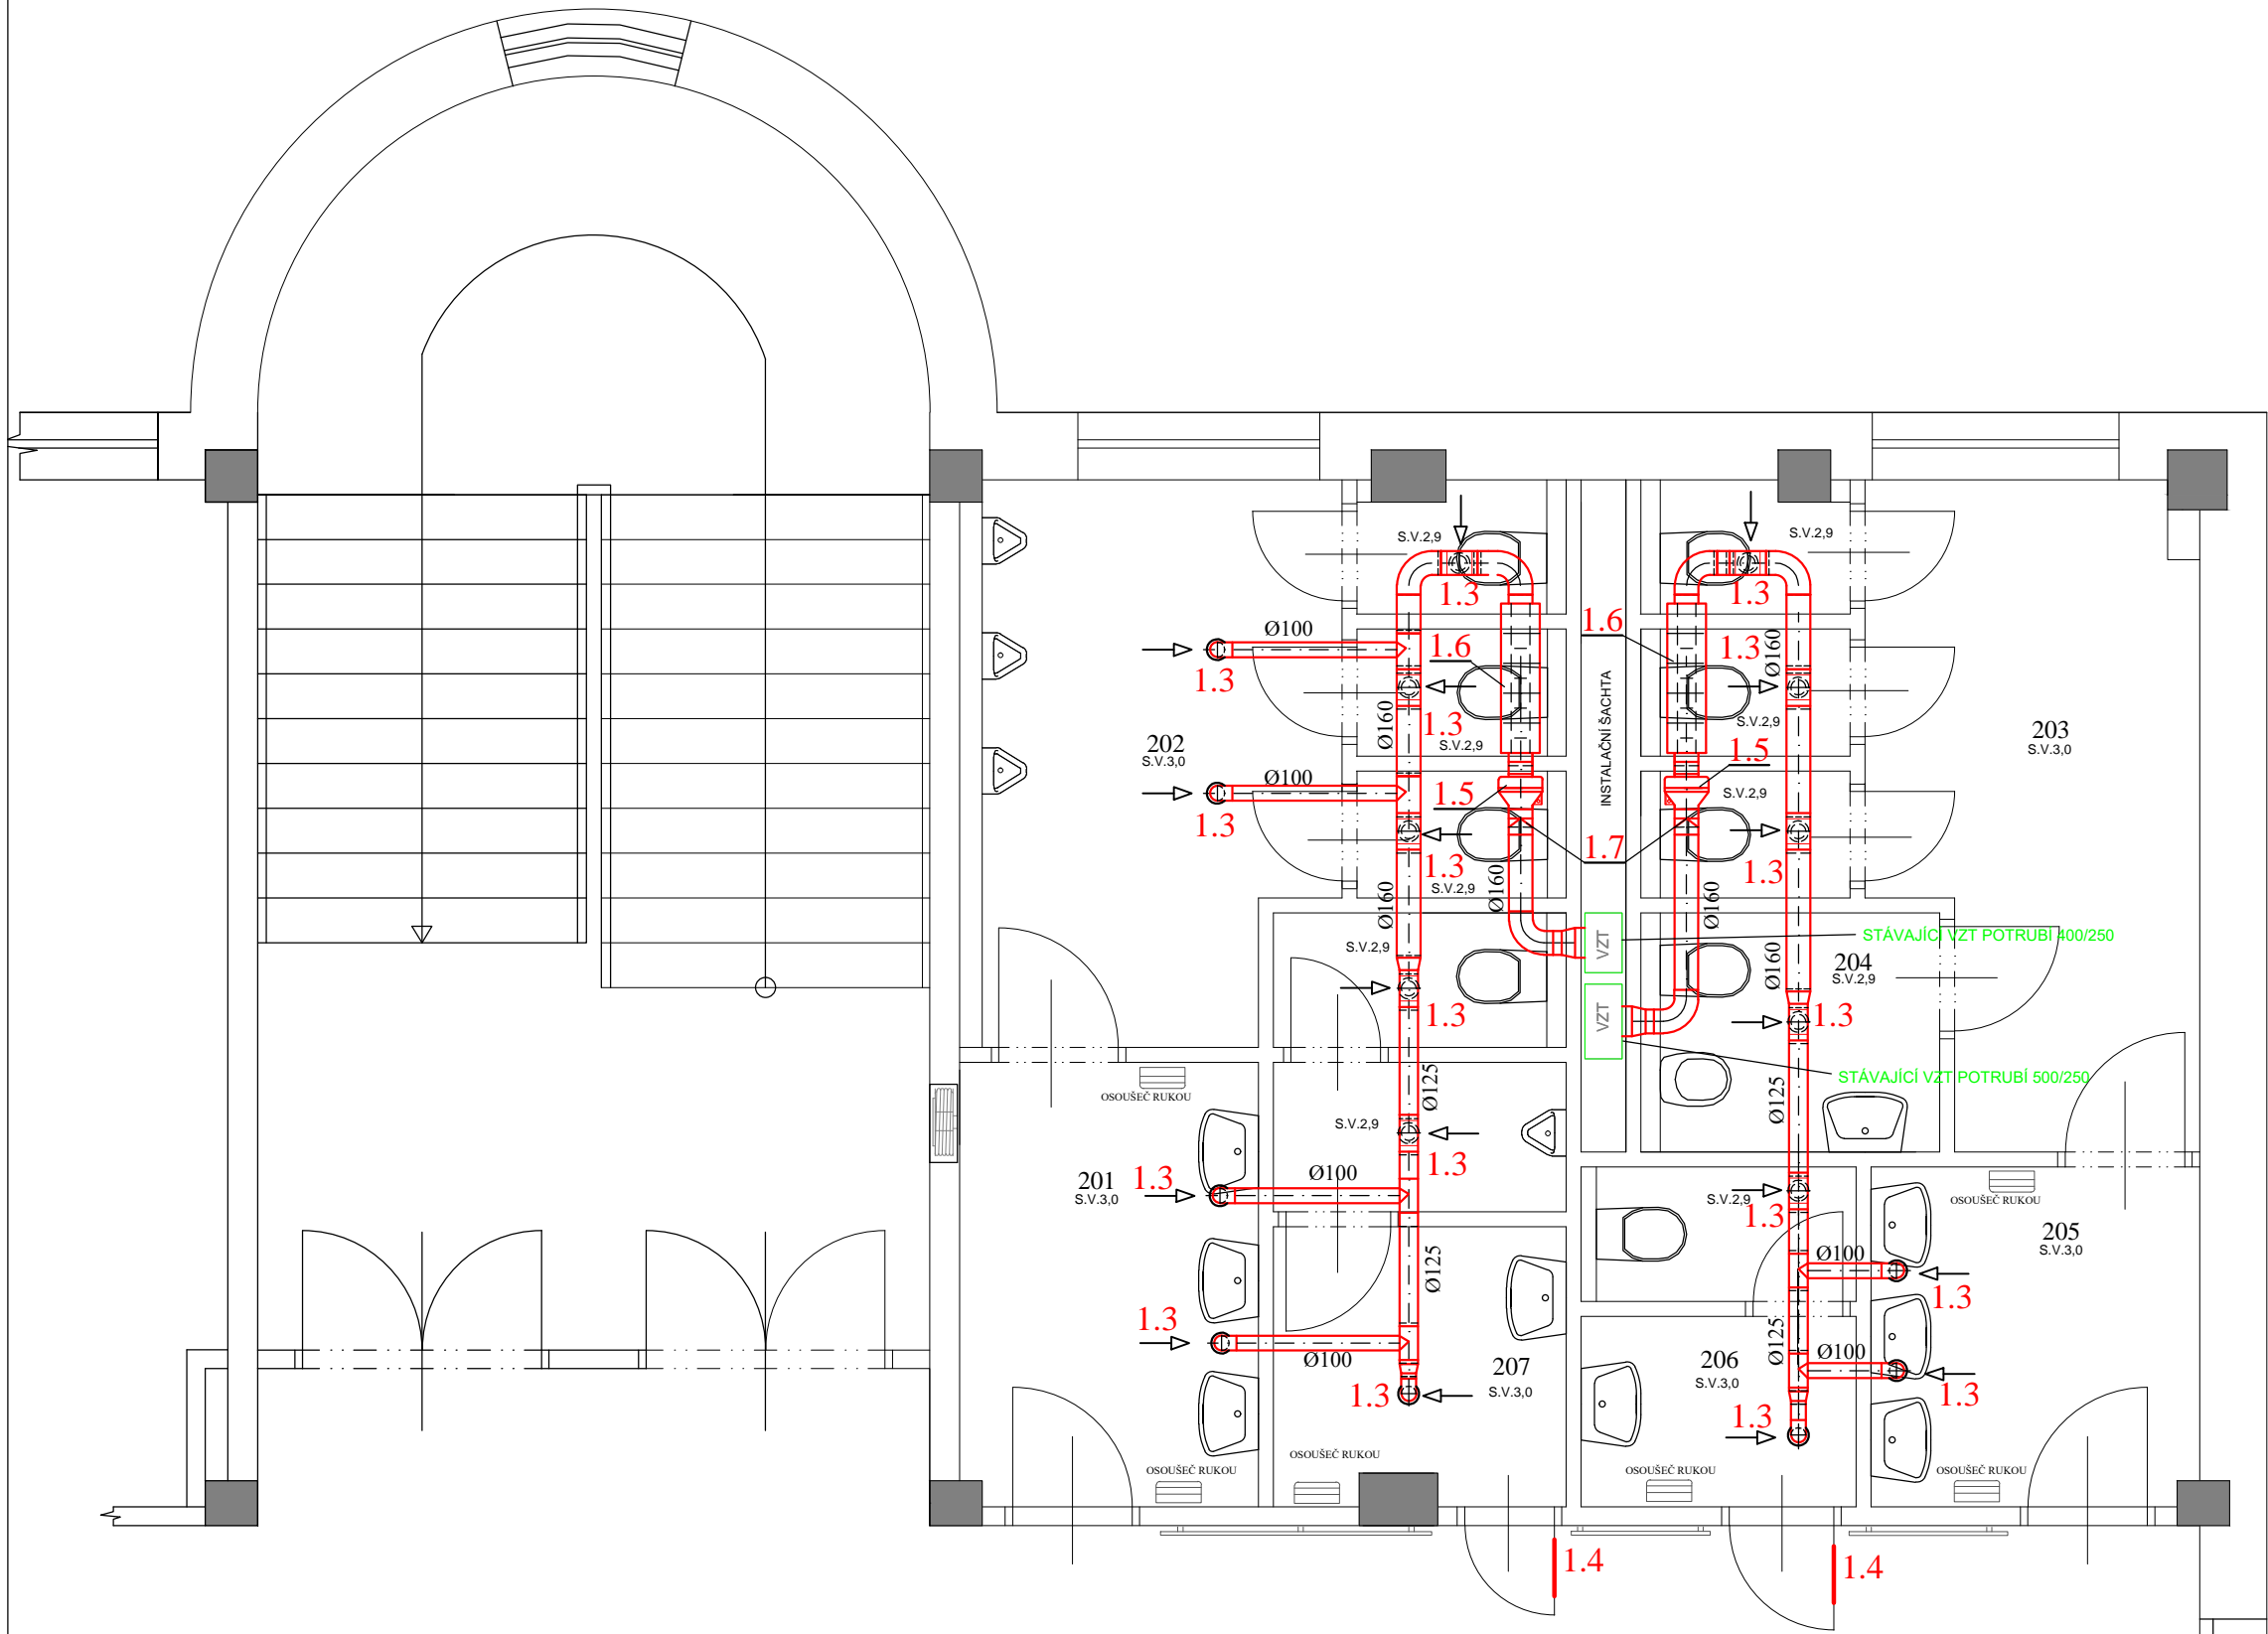 S.V.2,9
S.V.2,9
1.3
1.3
Ø100
1.6
1.6
1.3
Ø160
1.3
INSTALAČNÍ ŠACHTA
Ø160
1.3
S.V.2,9
S.V.2,9
202
S.V.3,0
203
S.V.3,0
1.5
Ø100
1.5
S.V.2,9
1.3
1.7
1.3
1.3
S.V.2,9
Ø160
Ø160
Ø160
S.V.2,9
VZT
STÁVAJÍCÍ VZT POTRUBÍ 400/250
Ø160
204
S.V.2,9
1.3
VZT
1.3
STÁVAJÍCÍ VZT POTRUBÍ 500/250
OSOUŠEČ RUKOU
Ø125
Ø125
S.V.2,9
1.3
201
S.V.3,0
1.3
Ø100
S.V.2,9
1.3
OSOUŠEČ RUKOU
205
S.V.3,0
Ø125
Ø100
1.3
1.3
Ø100
Ø125
Ø100
207
S.V.3,0
206
S.V.3,0
1.3
1.3
1.3
OSOUŠEČ RUKOU
OSOUŠEČ RUKOU
OSOUŠEČ RUKOU
OSOUŠEČ RUKOU
1.4
1.4